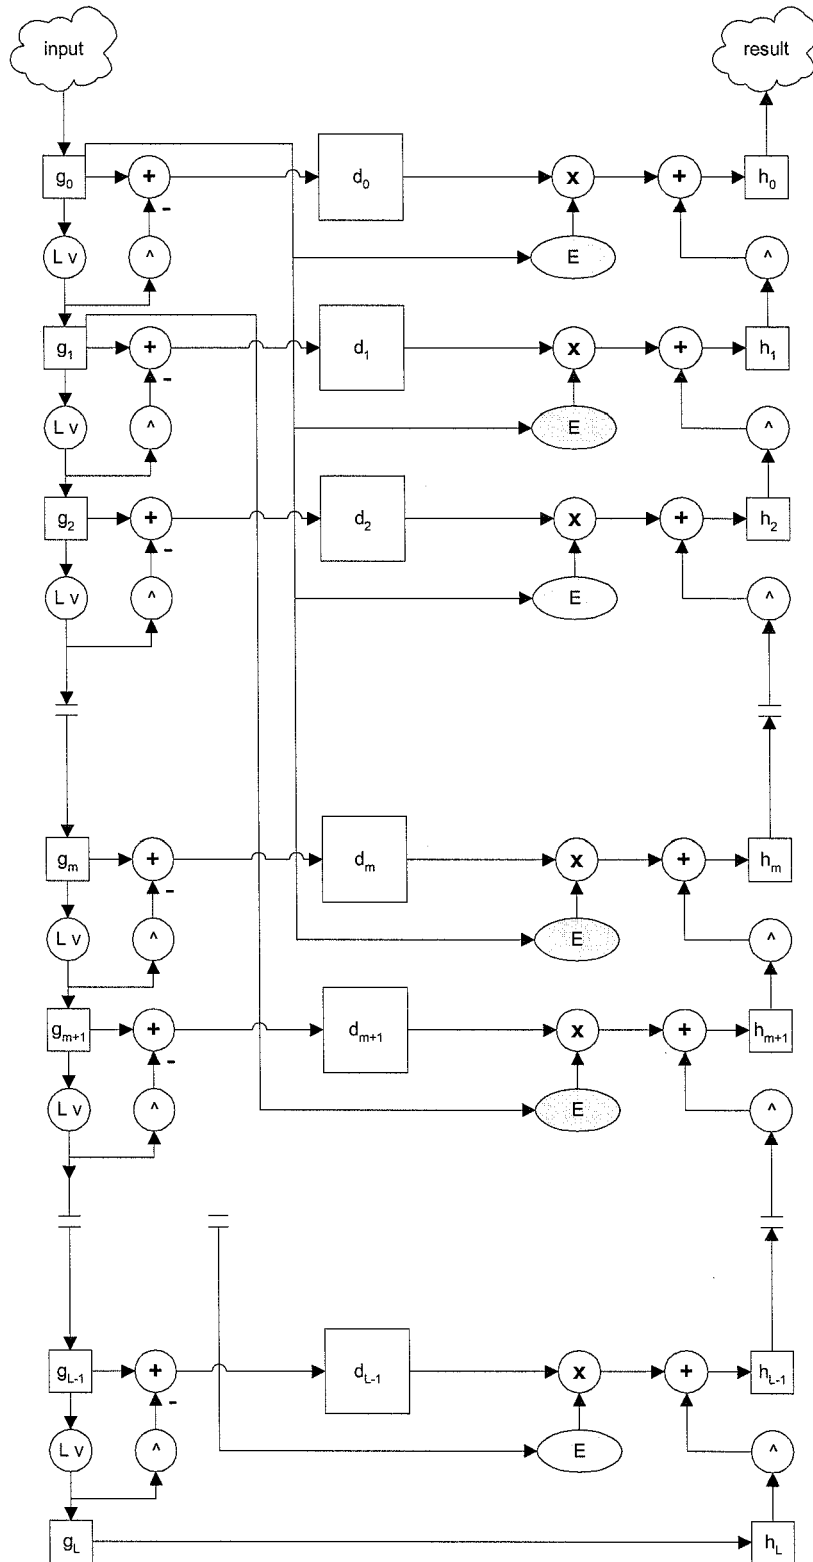 input result
g0 + d0 x + h0
-
L v ^ E ^
g1 + d1 x + h1
-
L v ^ E ^
g2 + d2 x + h2
-
L v ^ E ^
gm + dm x + hm
-
L v ^ E ^
gm+1 + dm+1 x + hm+1
-
L v ^ E ^
gL-1 + dL-1 x + hL-1
-
L v ^ E ^
gL hL